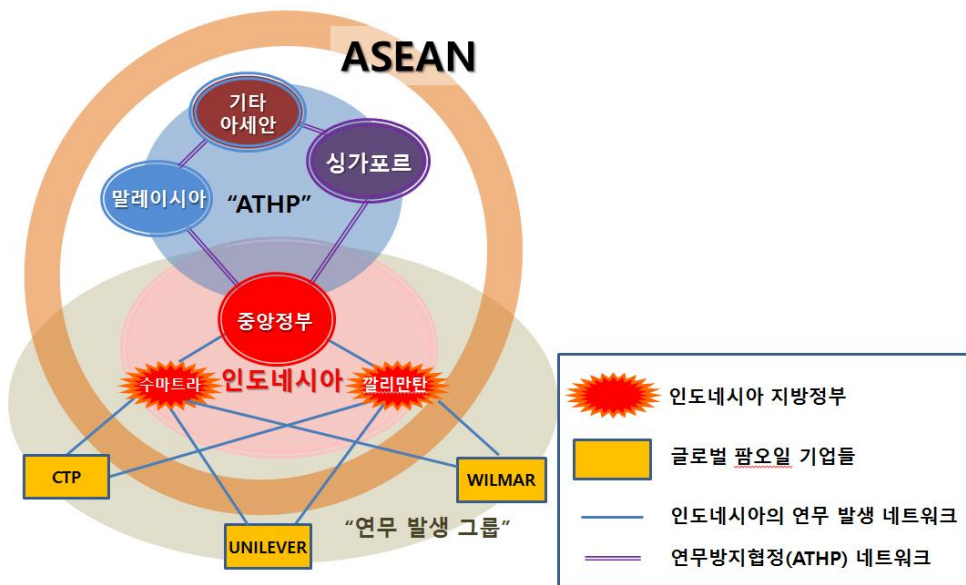 ASEAN
기타
아세안
싱가포르
말레이시아
“ATHP”
중앙정부
수마트라
인도네시아
깔리만탄
CTP
WILMAR
“연무 발생 그룹”
UNILEVER
인도네시아 지방정부
글로벌 팜오일 기업들
인도네시아의 연무 발생 네트워크
연무방지협정(ATHP) 네트워크